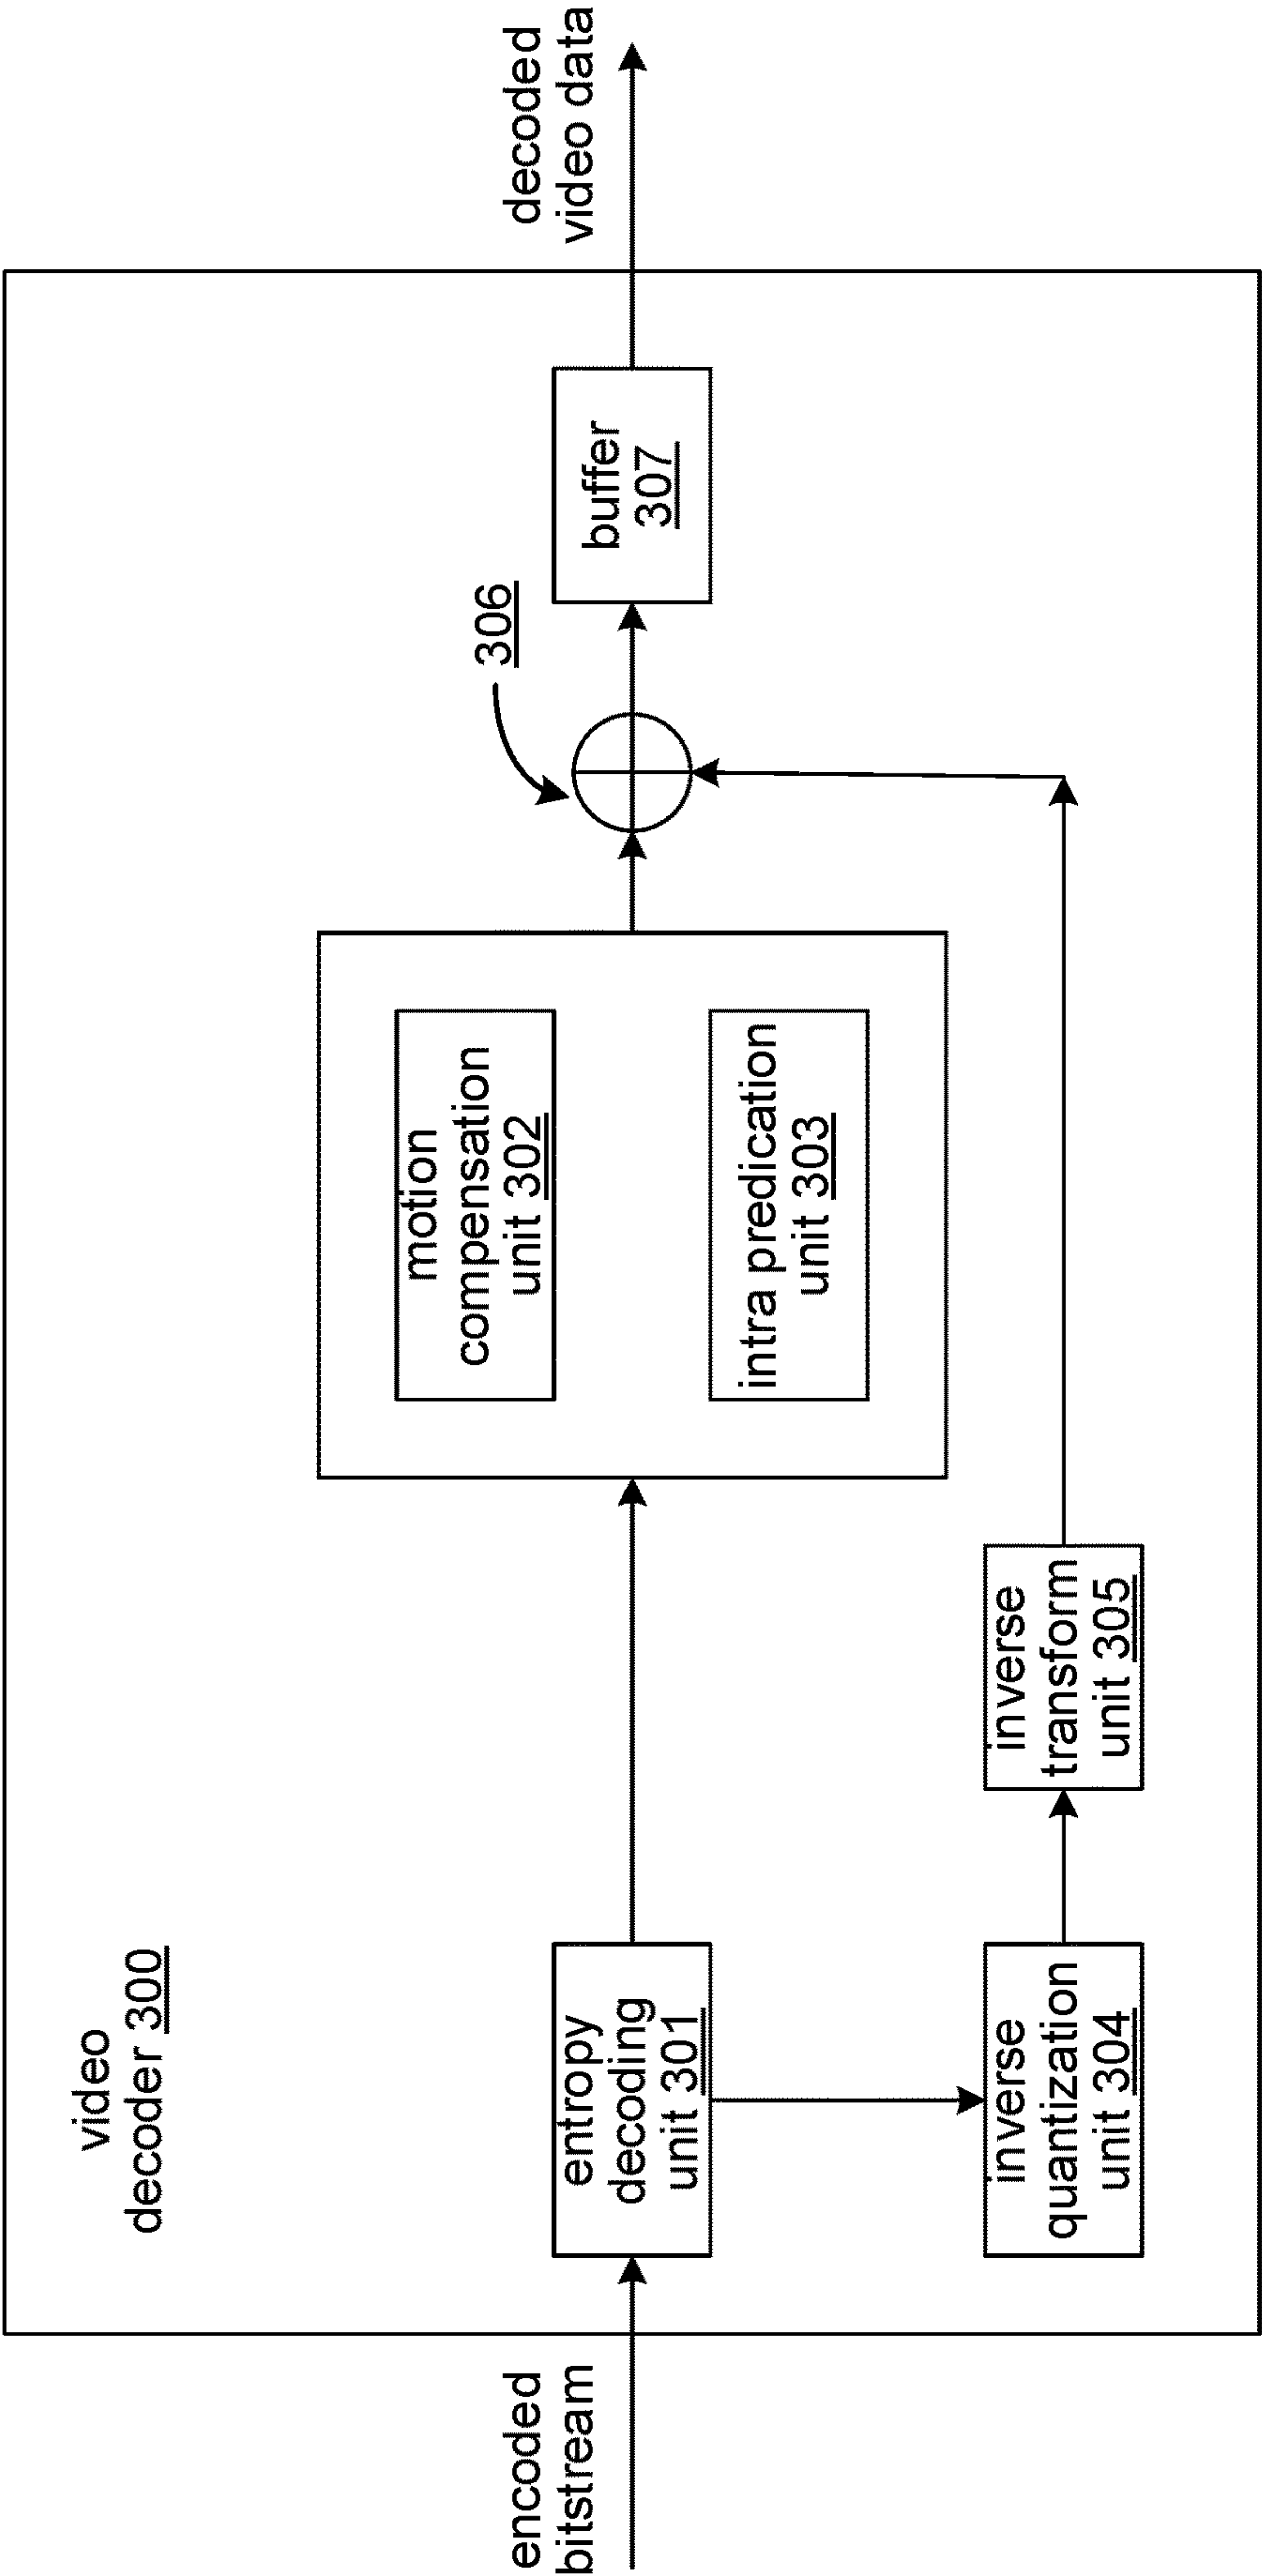 video
decoder 300
encoded
bitstream
entropy
decoding
unit 301
inverse
quantization
unit 304
inverse
transform
unit 305
motion
compensation
unit 302
intra predication
unit 303
306
buffer
307
decoded
video data